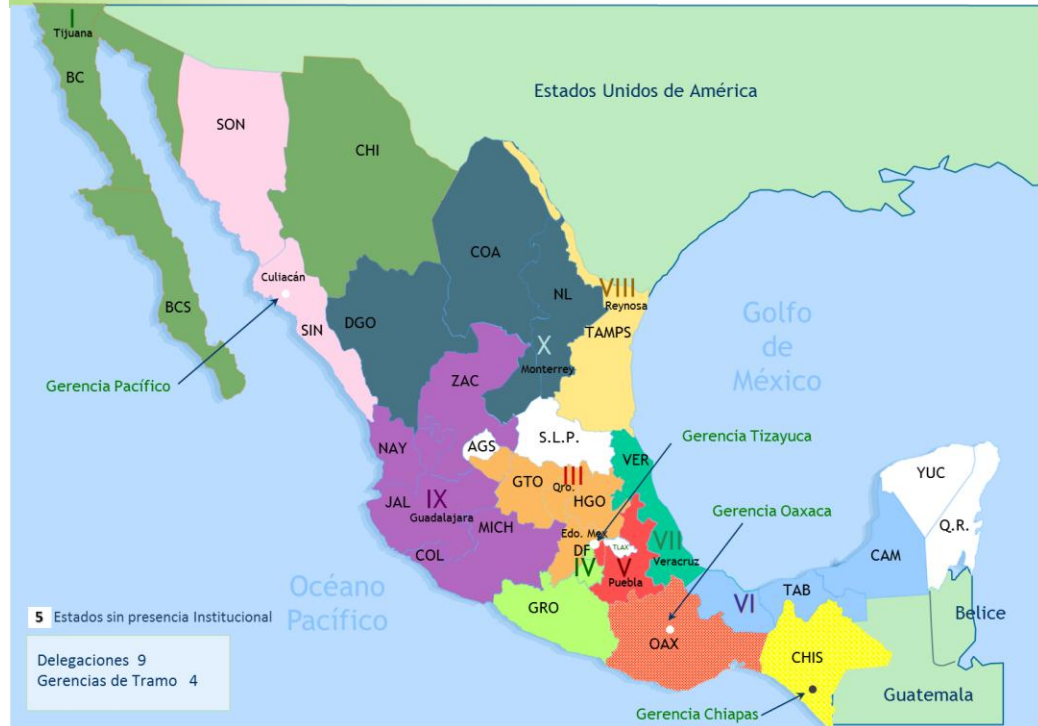 I
Tijuana
BC
SON
CHI
Estados Unidos de América
COA
NL
VIII
Reynosa
Culiacán
BCS
SIN
DGO
TAMPS
X
Monterrey
Golfo
de
México
Gerencia Pacífico
ZAC
S.L.P.
Gerencia Tizayuca
NAY
AGS
VER
GTO
III
Qro.
HGO
YUC
JAL
IX
Guadalajara
MICH
Gerencia Oaxaca
Q.R.
Edo. Mex
DF
TLAX
VII
Veracruz
COL
IV
V
Puebla
CAM
Océano
Pacífico
GRO
VI
TAB
5 Estados sin presencia Institucional
OAX
Belice
CHIS
Delegaciones 9
Gerencias de Tramo 4
Guatemala
Gerencia Chiapas